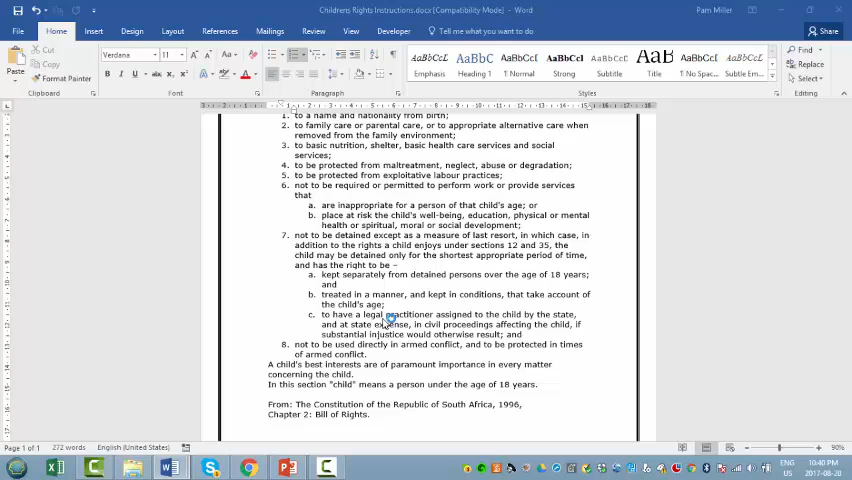 Childrens Rights Instructions.docx [Compatibility Mode] - Word
Pam Miller
File Home Insert Design Layout References Mailings Review View Developer Tell me what you want to do Share
Cut
Copy
Format Painter
Paste
Clipboard
Verdana 11
Font
Paragraph
AaBbCcL AaBbC AaBbCcD AaBbCcI AaBbCcD AaB AaBbCcD AaBbCcD
Emphasis Heading 1 ¶ Normal Strong Subtitle Title ¶ No Spac... Subtle Em...
Styles
Find
Replace
Select
Editing
1. to a name and nationality from birth;
2. to family care or parental care, or to appropriate alternative care when
removed from the family environment;
3. to basic nutrition, shelter, basic health care services and social
services;
4. to be protected from maltreatment, neglect, abuse or degradation;
5. to be protected from exploitative labour practices;
6. not to be required or permitted to perform work or provide services
that
a. are inappropriate for a person of that child's age; or
b. place at risk the child's well-being, education, physical or mental
health or spiritual, moral or social development;
7. not to be detained except as a measure of last resort, in which case, in
addition to the rights a child enjoys under sections 12 and 35, the
child may be detained only for the shortest appropriate period of time,
and has the right to be –
a. kept separately from detained persons over the age of 18 years;
and
b. treated in a manner, and kept in conditions, that take account of
the child's age;
c. to have a legal practitioner assigned to the child by the state,
and at state expense, in civil proceedings affecting the child, if
substantial injustice would otherwise result; and
8. not to be used directly in armed conflict, and to be protected in times
of armed conflict.
A child's best interests are of paramount importance in every matter
concerning the child.
In this section "child" means a person under the age of 18 years.
From: The Constitution of the Republic of South Africa, 1996,
Chapter 2: Bill of Rights.
Page 1 of 1 272 words English (United States) 90%
ENG 10:40 PM
US 2017-08-20